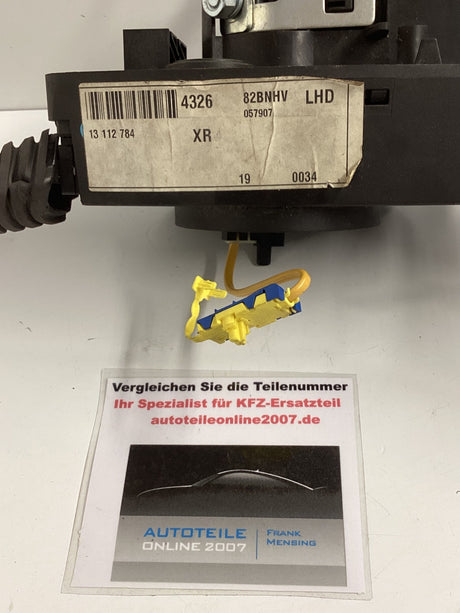 4326 82BNHV LHD
057907
13 112 784 XR
19 0034
Vergleichen Sie die Teilenummer
Ihr Spezialist für KFZ-Ersatzteil
autoteileonline2007.de
AUTOTEILE
ONLINE 2007
FRANK
MENSING